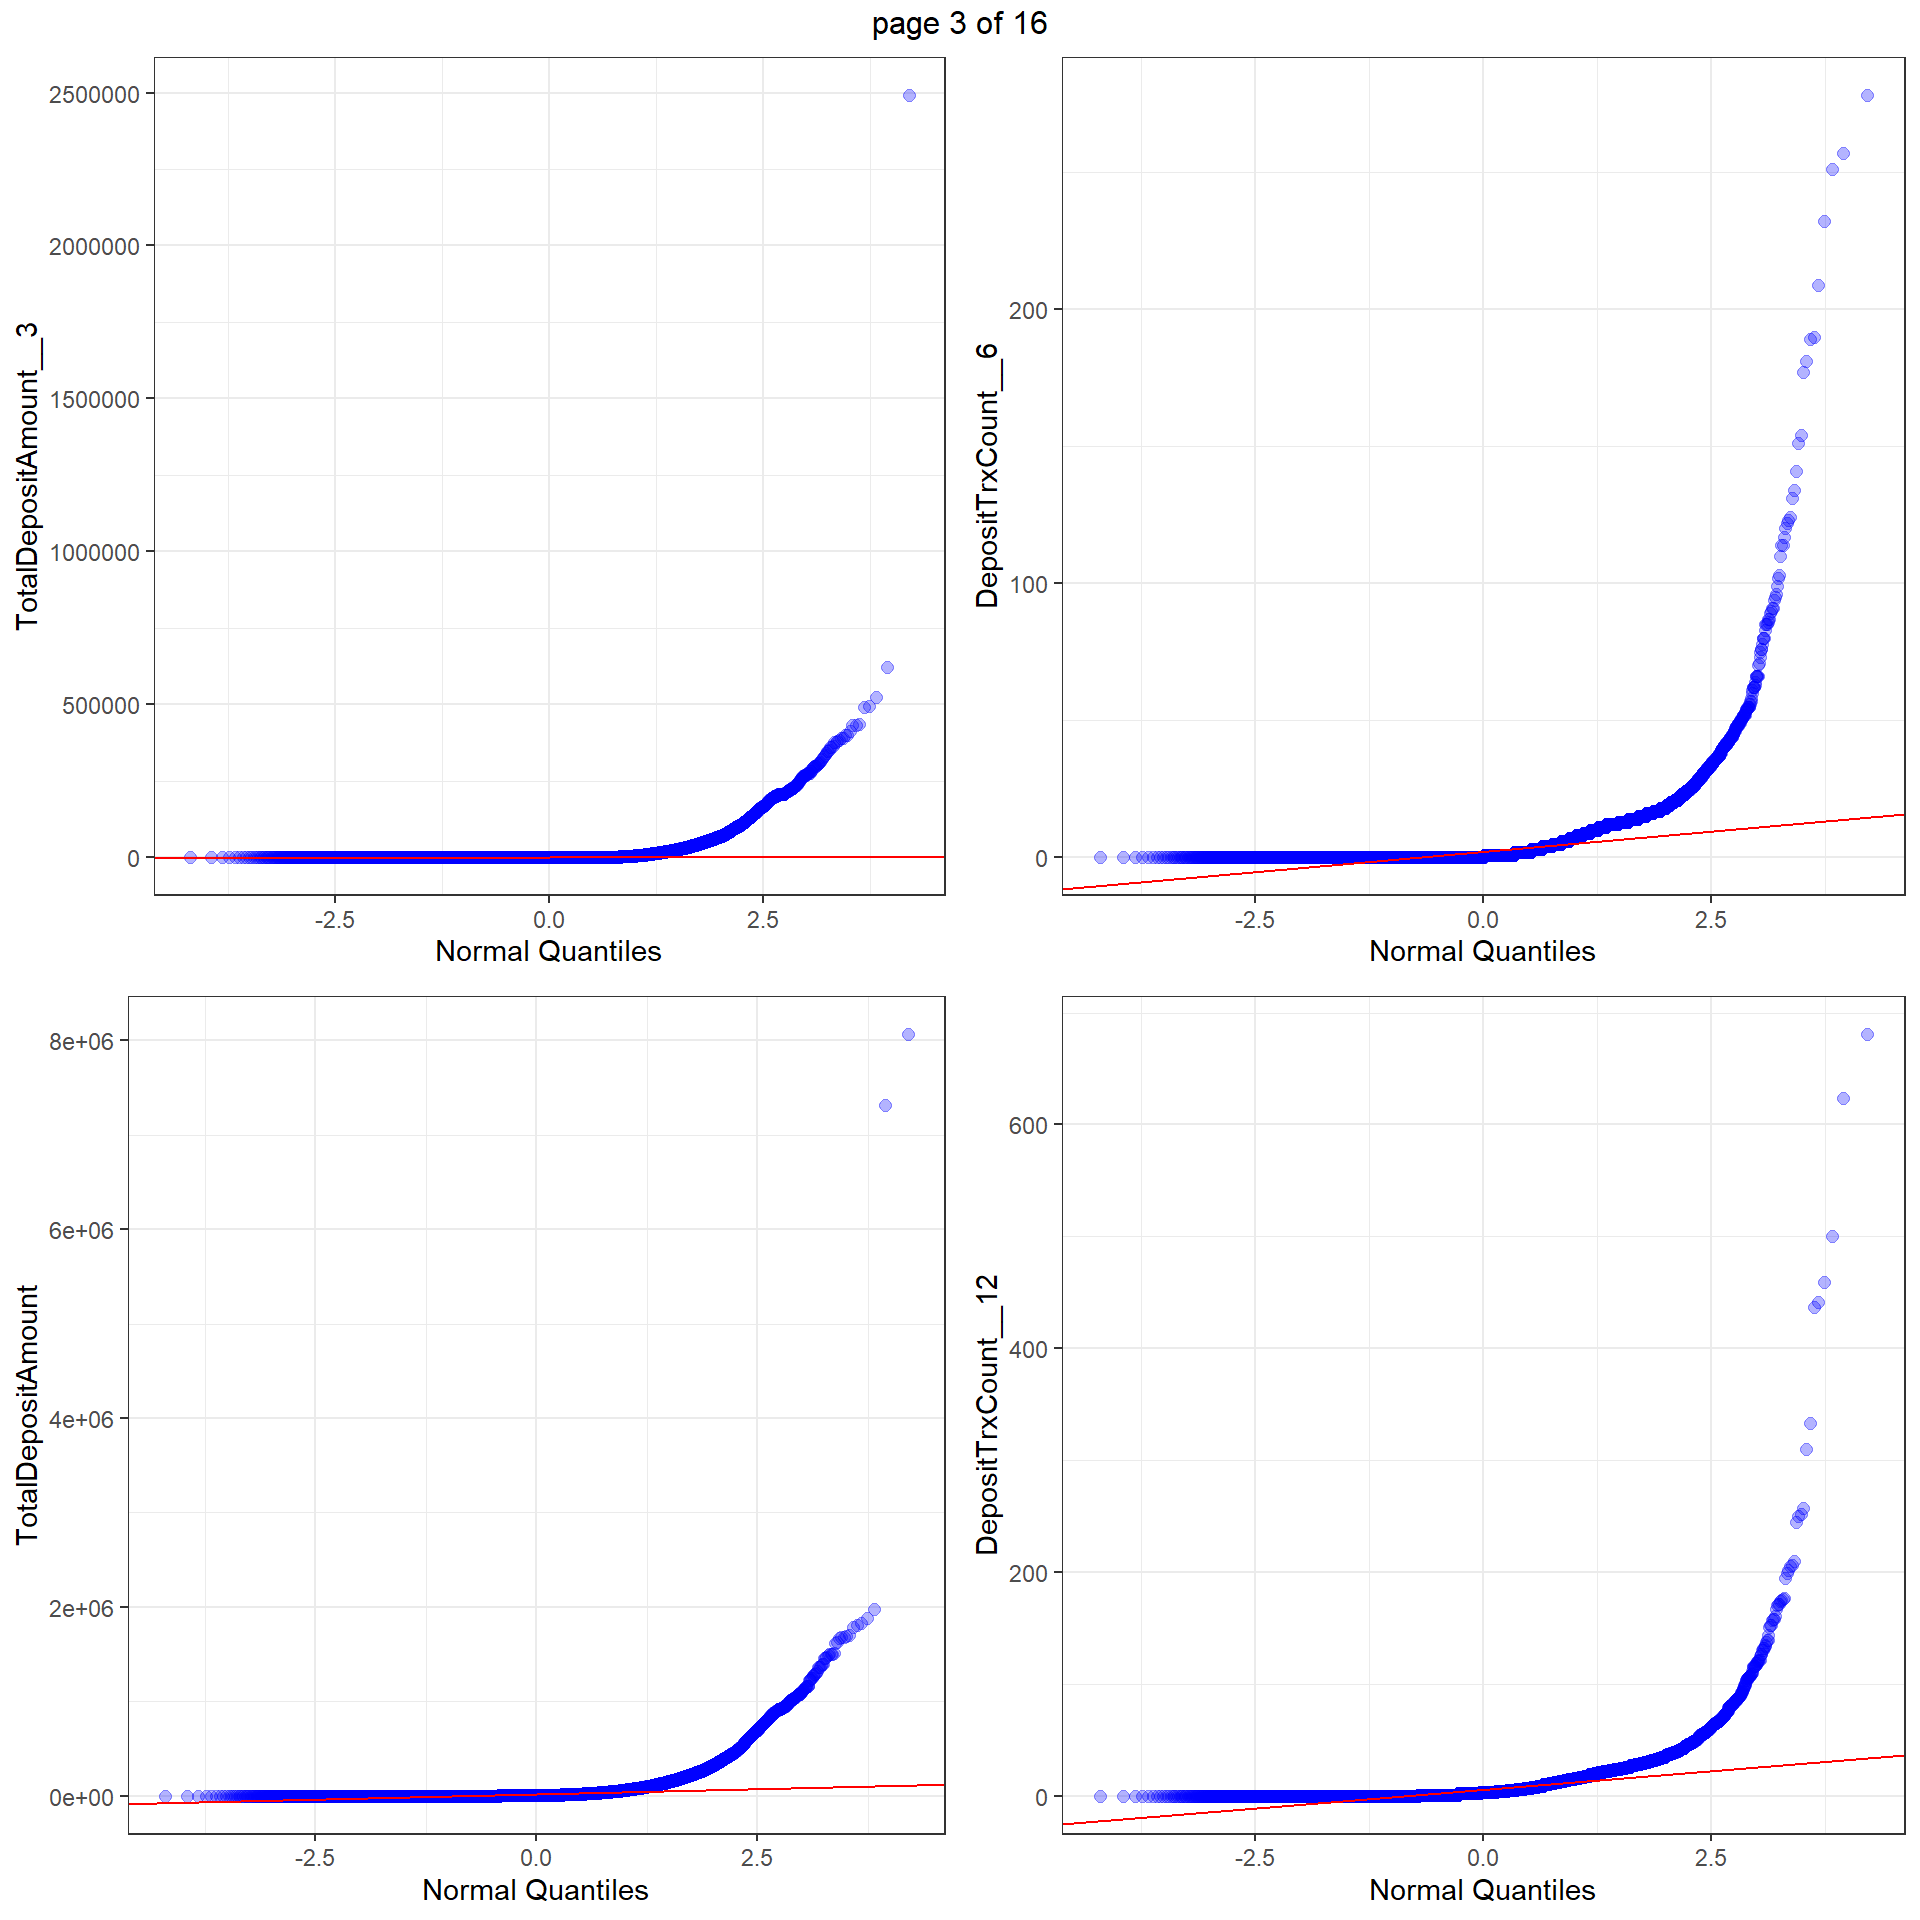 page 3 of 16
TotalDepositAmount__3
2500000
2000000
1500000
1000000
500000
0
-2.5 0.0 2.5
Normal Quantiles
DepositTrxCount__6
200
100
0
-2.5 0.0 2.5
Normal Quantiles
TotalDepositAmount
8e+06
6e+06
4e+06
2e+06
0e+00
-2.5 0.0 2.5
Normal Quantiles
DepositTrxCount__12
600
400
200
0
-2.5 0.0 2.5
Normal Quantiles